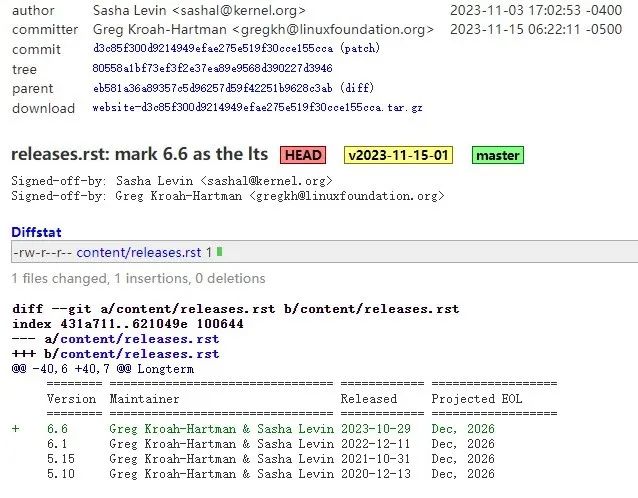 author Sasha Levin <sashal@kernel.org> 2023-11-03 17:02:53 -0400
committer Greg Kroah-Hartman <gregkh@linuxfoundation.org> 2023-11-15 06:22:11 -0500
commit d3c85f300d9214949efae275e519f30cce155cca (patch)
tree 80558a1bf73ef3f2e37ea89e9568d390227d3946
parent eb581a36a89357c5d96257d59f42251b9628c3ab (diff)
download website-d3c85f300d9214949efae275e519f30cce155cca.tar.gz
releases.rst: mark 6.6 as the lts HEAD v2023-11-15-01 master
Signed-off-by: Sasha Levin <sashal@kernel.org>
Signed-off-by: Greg Kroah-Hartman <gregkh@linuxfoundation.org>
Diffstat
-rw-r--r-- content/releases.rst 1
1 files changed, 1 insertions, 0 deletions
diff --git a/content/releases.rst b/content/releases.rst
index 431a711..621049e 100644
--- a/content/releases.rst
+++ b/content/releases.rst
@@ -40,6 +40,7 @@ Longterm
======== ================================ ============ ==================
Version Maintainer Released Projected EOL
======== ================================ ============ ==================
+ 6.6 Greg Kroah-Hartman & Sasha Levin 2023-10-29 Dec, 2026
6.1 Greg Kroah-Hartman & Sasha Levin 2022-12-11 Dec, 2026
5.15 Greg Kroah-Hartman & Sasha Levin 2021-10-31 Dec, 2026
5.10 Greg Kroah-Hartman & Sasha Levin 2020-12-13 Dec, 2026